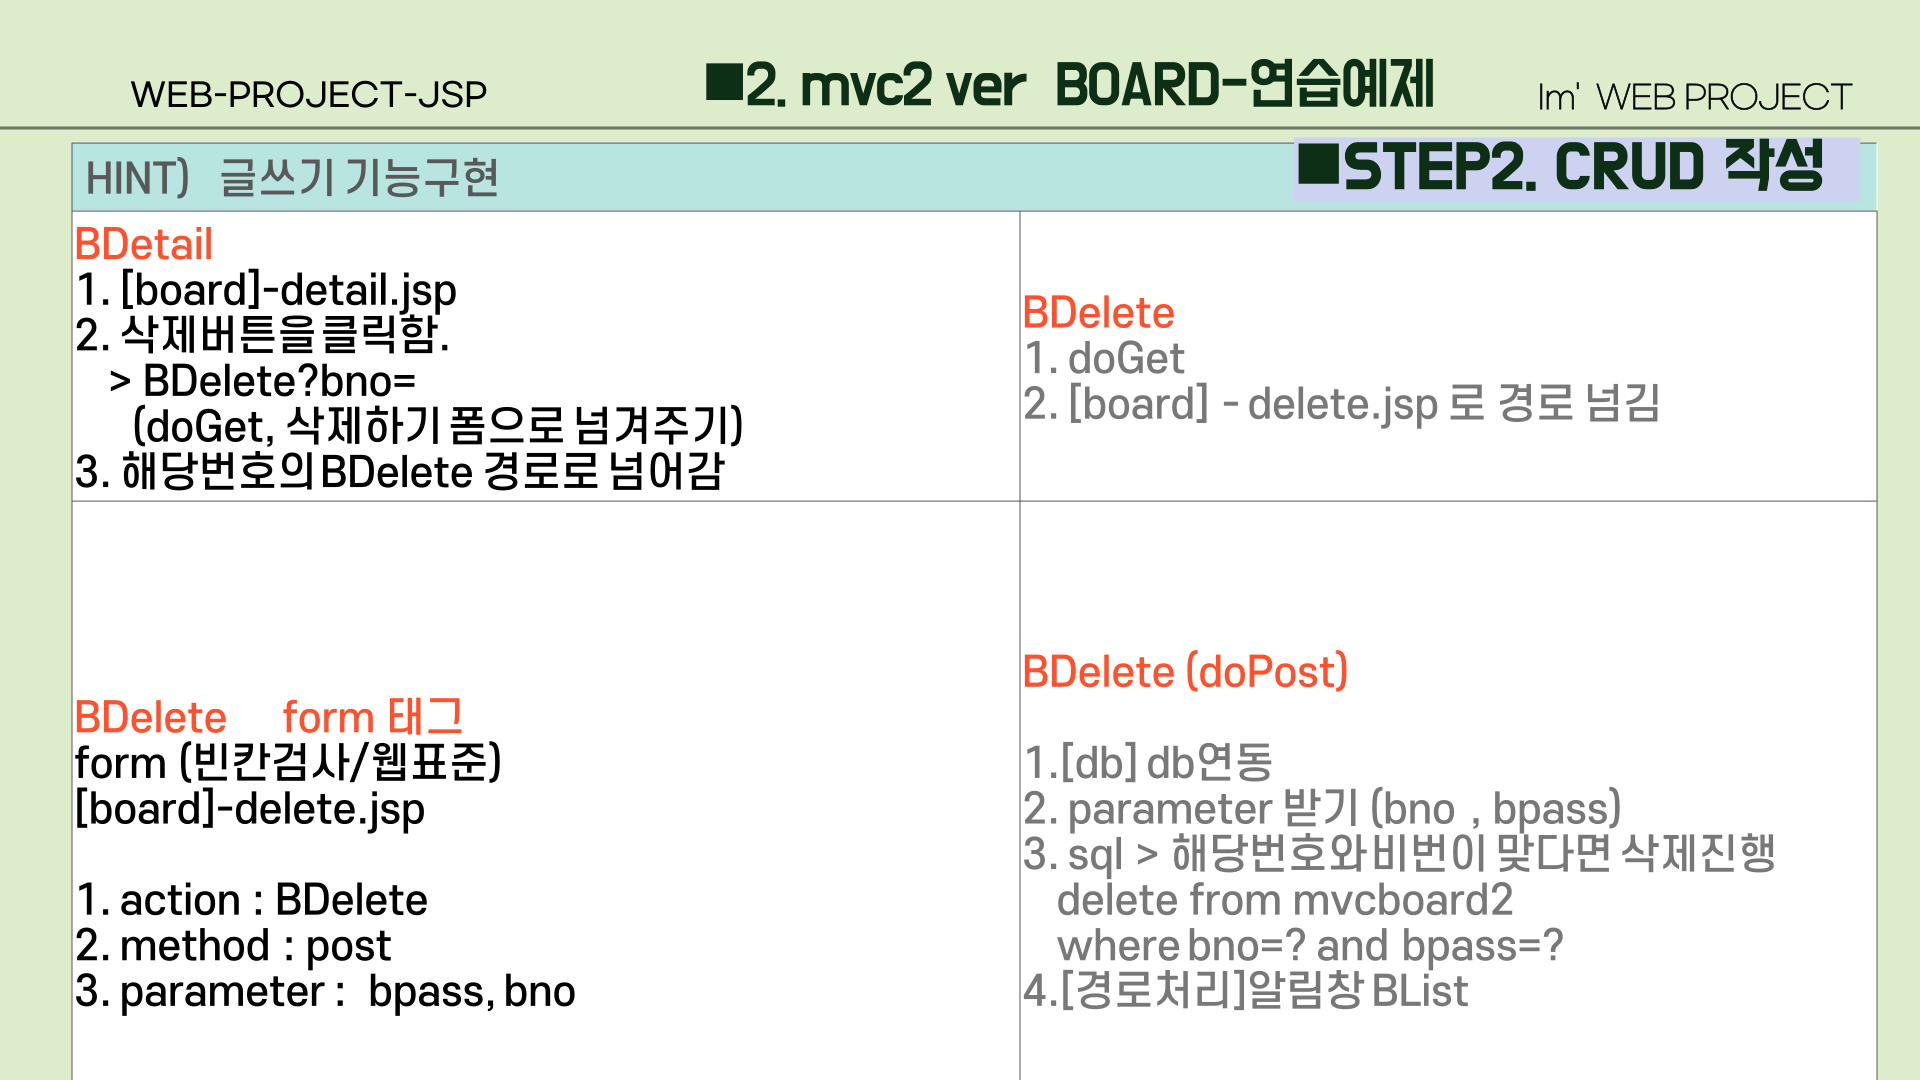 WEB-PROJECT-JSP
■2. mvc2 ver BOARD-연습예제
Im' WEB PROJECT
HINT) 글쓰기 기능구현
■STEP2. CRUD 작성
BDetail
1. [board]-detail.jsp
2. 삭제버튼을클릭함.
> BDelete?bno=
(doGet, 삭제하기 폼으로 넘겨주기)
3. 해당번호의BDelete 경로로 넘어감
BDelete
1. doGet
2. [board] - delete.jsp 로 경로 넘김
BDelete form 태그
form (빈칸검사/웹표준)
[board]-delete.jsp
1. action : BDelete
2. method : post
3. parameter : bpass, bno
BDelete (doPost)
1.[db] db연동
2. parameter 받기 (bno , bpass)
3. sql > 해당번호와비번이 맞다면 삭제진행
delete from mvcboard2
where bno=? and bpass=?
4.[경로처리]알림창 BList